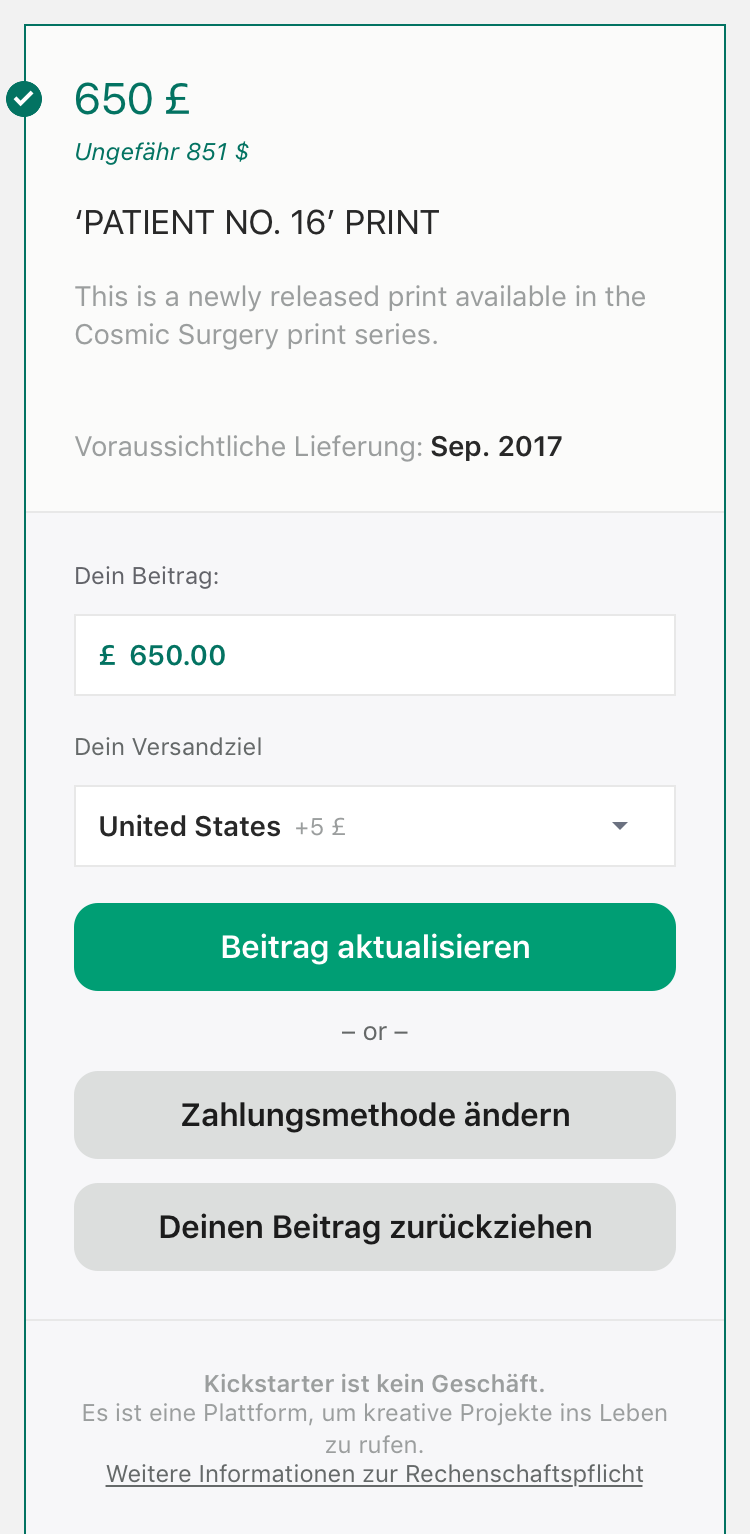 650 £
Ungefähr 851 $
‘PATIENT NO. 16’ PRINT
This is a newly released print available in the
Cosmic Surgery print series.
Voraussichtliche Lieferung: Sep. 2017
Dein Beitrag:
£ 650.00
Dein Versandziel
United States +5 £
Beitrag aktualisieren
– or –
Zahlungsmethode ändern
Deinen Beitrag zurückziehen
Kickstarter ist kein Geschäft.
Es ist eine Plattform, um kreative Projekte ins Leben
zu rufen.
Weitere Informationen zur Rechenschaftspflicht